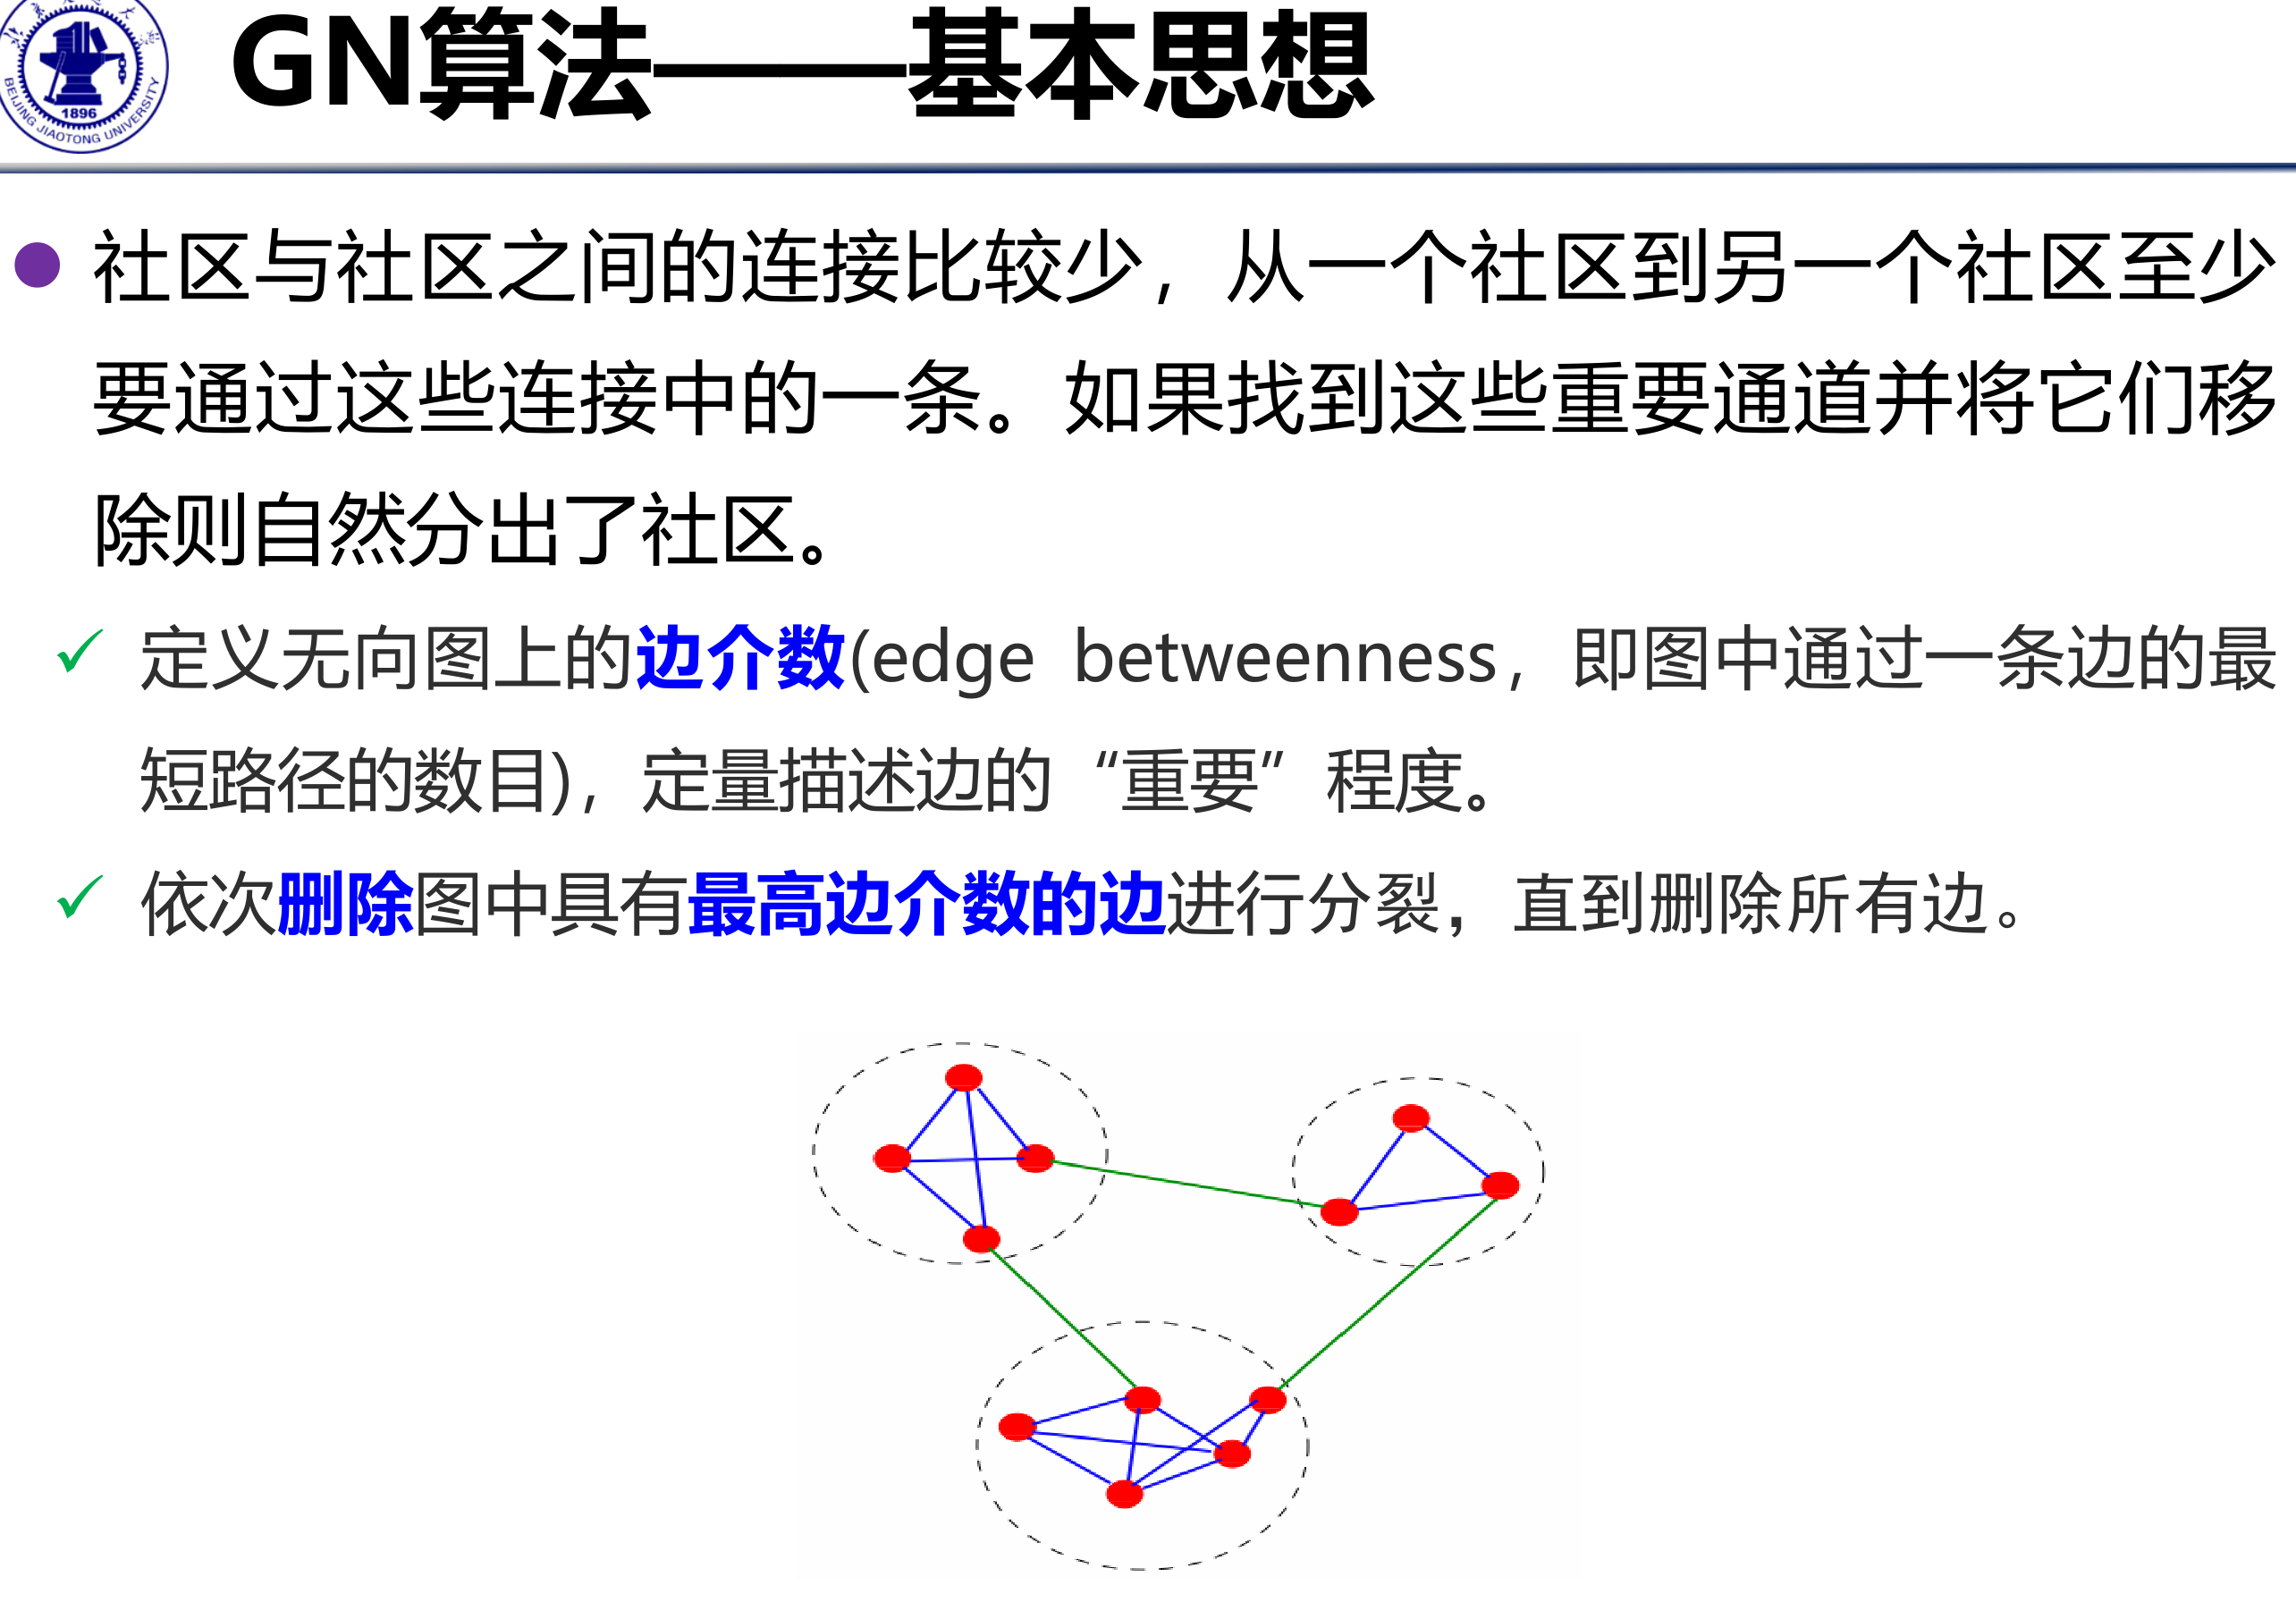 GN算法——基本思想
1896
BEIJING JIAOTONG UNIVERSITY
社区与社区之间的连接比较少，从一个社区到另一个社区至少
要通过这些连接中的一条。如果找到这些重要通道并将它们移
除则自然分出了社区。
定义无向图上的边介数(edge betweenness，即图中通过一条边的最
短路径的数目)，定量描述边的“重要”程度。
依次删除图中具有最高边介数的边进行分裂，直到删除所有边。